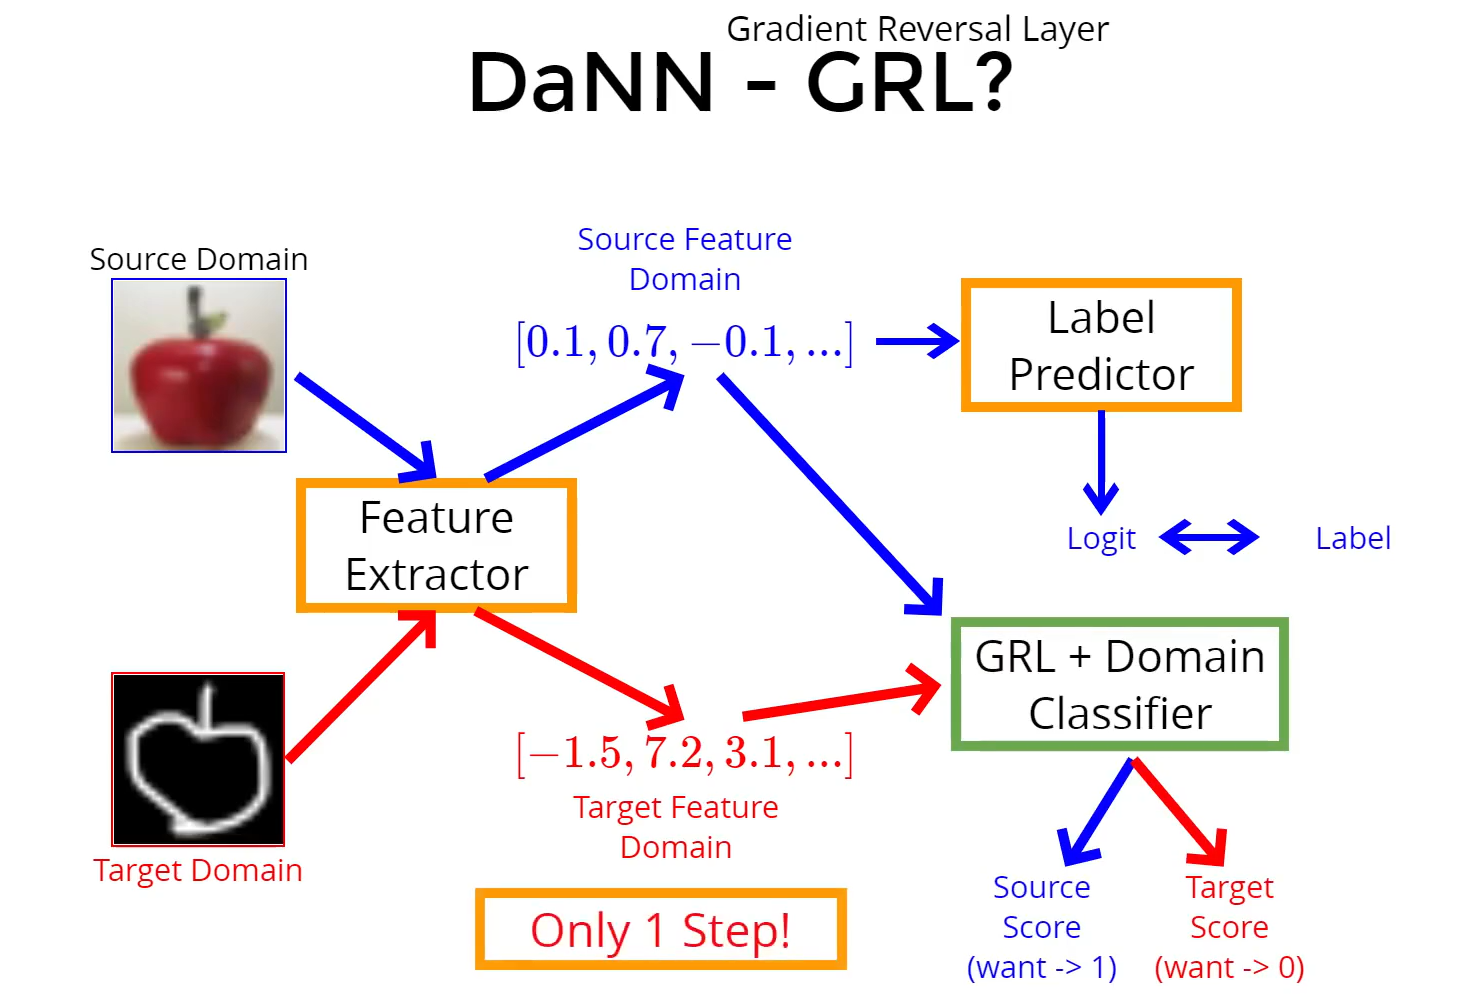 Gradient Reversal Layer
DaNN - GRL?
Source Domain
Source Feature
Domain
[0.1, 0.7, −0.1, ...]
Label
Predictor
Feature
Extractor
Logit
Label
GRL + Domain
Classifier
[−1.5, 7.2, 3.1, ...]
Target Feature
Domain
Target Domain
Only 1 Step!
Source
Score
(want -> 1)
Target
Score
(want -> 0)